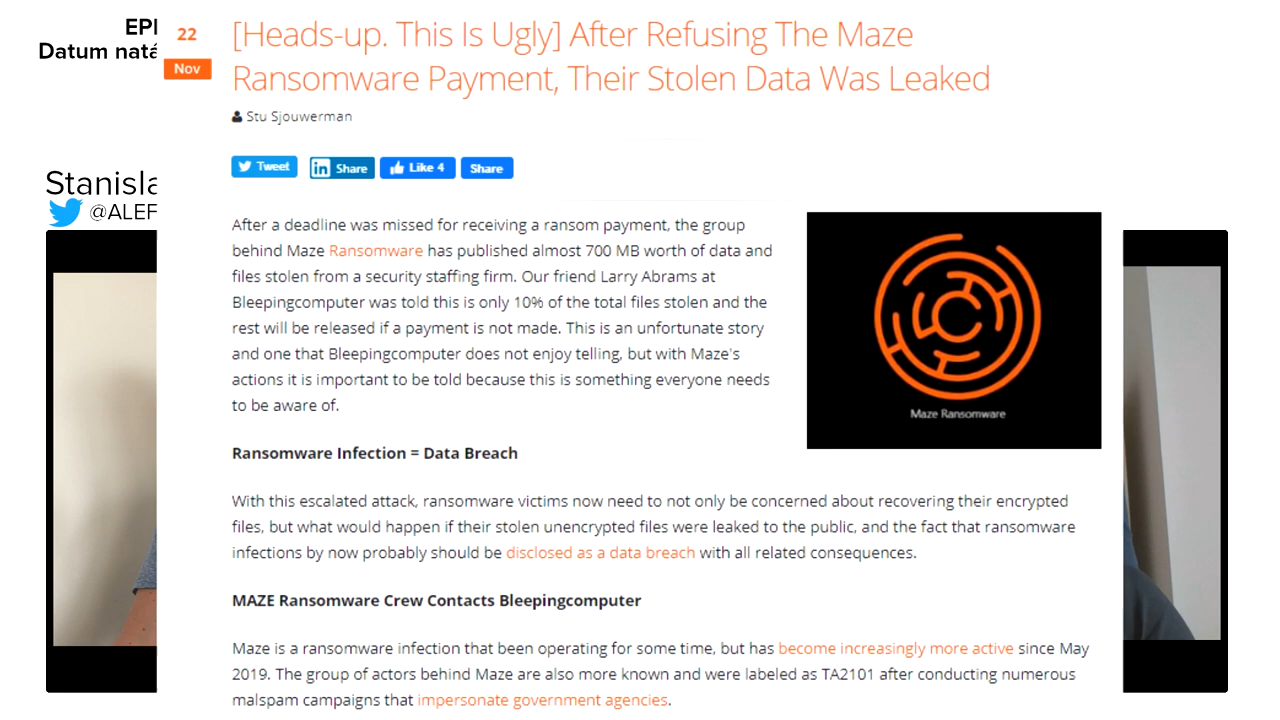 EPI
Datum natá
22
Nov
[Heads-up. This Is Ugly] After Refusing The Maze
Ransomware Payment, Their Stolen Data Was Leaked
Stu Sjouwerman
Tweet
in Share
Like 4
Share
Stanisla
@ALEF
After a deadline was missed for receiving a ransom payment, the group
behind Maze Ransomware has published almost 700 MB worth of data and
files stolen from a security staffing firm. Our friend Larry Abrams at
Bleepingcomputer was told this is only 10% of the total files stolen and the
rest will be released if a payment is not made. This is an unfortunate story
and one that Bleepingcomputer does not enjoy telling, but with Maze's
actions it is important to be told because this is something everyone needs
to be aware of.
Maze Ransomware
Ransomware Infection = Data Breach
With this escalated attack, ransomware victims now need to not only be concerned about recovering their encrypted
files, but what would happen if their stolen unencrypted files were leaked to the public, and the fact that ransomware
infections by now probably should be disclosed as a data breach with all related consequences.
MAZE Ransomware Crew Contacts Bleepingcomputer
Maze is a ransomware infection that been operating for some time, but has become increasingly more active since May
2019. The group of actors behind Maze are also more known and were labeled as TA2101 after conducting numerous
malspam campaigns that impersonate government agencies.